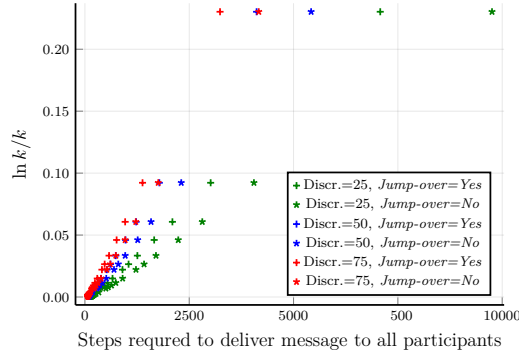 0.20
0.15
0.10
0.05
0.00
ln k/k
Discr.=25, Jump-over=Yes
Discr.=25, Jump-over=No
Discr.=50, Jump-over=Yes
Discr.=50, Jump-over=No
Discr.=75, Jump-over=Yes
Discr.=75, Jump-over=No
0 2500 5000 500 10000
Steps requred to deliver message to all participants